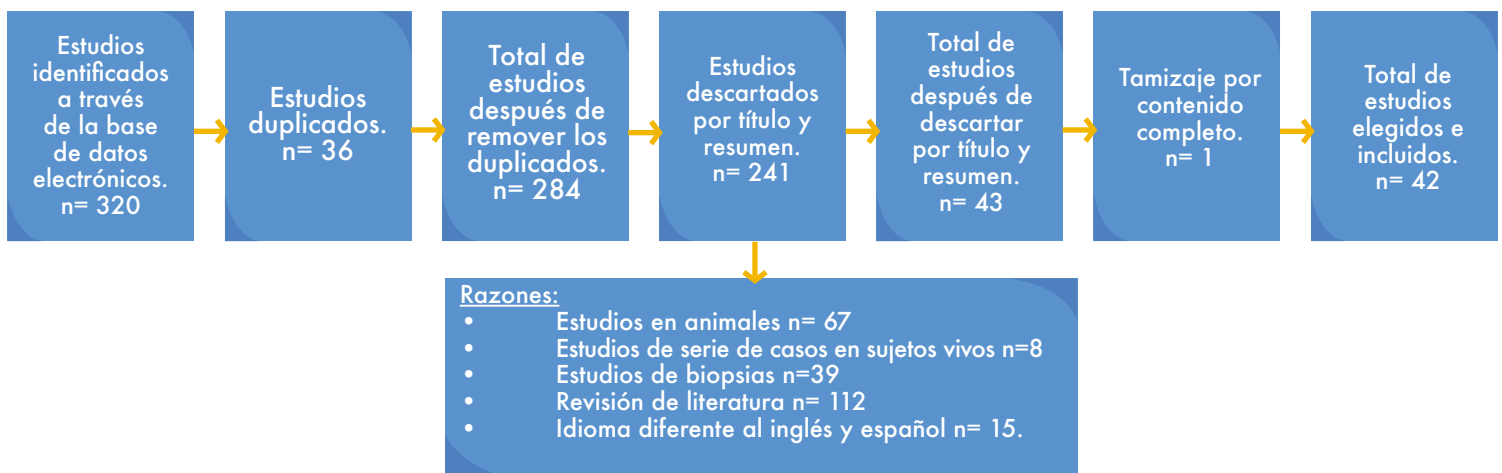 Estudios
identificados
a través
de la base
de datos
electrónicos.
n= 320
Estudios
duplicados.
n= 36
Total de
estudios
después de
remover los
duplicados.
n= 284
Estudios
descartados
por título y
resumen.
n= 241
Total de
estudios
después de
descartar
por título y
resumen.
n= 43
Tamizaje por
contenido
completo.
n= 1
Total de
estudios
elegidos e
incluidos.
n= 42
Razones:
• Estudios en animales n= 67
• Estudios de serie de casos en sujetos vivos n=8
• Estudios de biopsias n=39
• Revisión de literatura n= 112
• Idioma diferente al inglés y español n= 15.